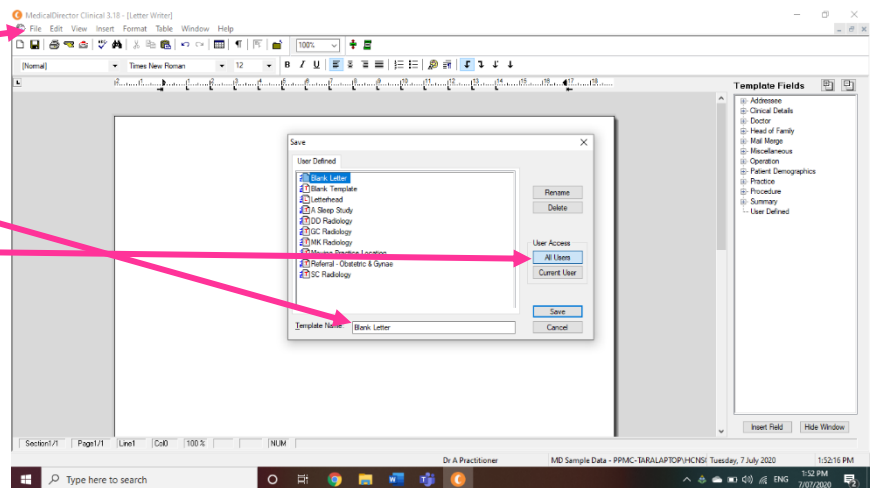 MedicalDirector Clinical 3.18 - [Letter Writer]
File Edit View Insert Format Table Window Help
100%
(Normal) Times New Roman 12 B I U
Template Fields
Addressee
Clinical Details
Doctor
Head of Family
Mail Merge
Miscellaneous
Operation
Patient Demographics
Practice
Procedure
Summary
User Defined
Save
User Defined
Blank Letter
Blank Template
Letterhead
A Sleep Study
DD Radiology
GC Radiology
MK Radiology
Moving Practice Location
Referral - Obstetric & Gynae
SC Radiology
Rename
Delete
User Access
All Users
Current User
Save
Cancel
Template Name: Blank Letter
Insert Field Hide Window
Section1/1 Page1/1 Line1 Col0 100 % NUM
Dr A Practitioner MD Sample Data - PPMC-TARALAPTOP\HCNSI Tuesday, 7 July 2020 1:52:16 PM
Type here to search
ENG
1:52 PM
7/07/2020